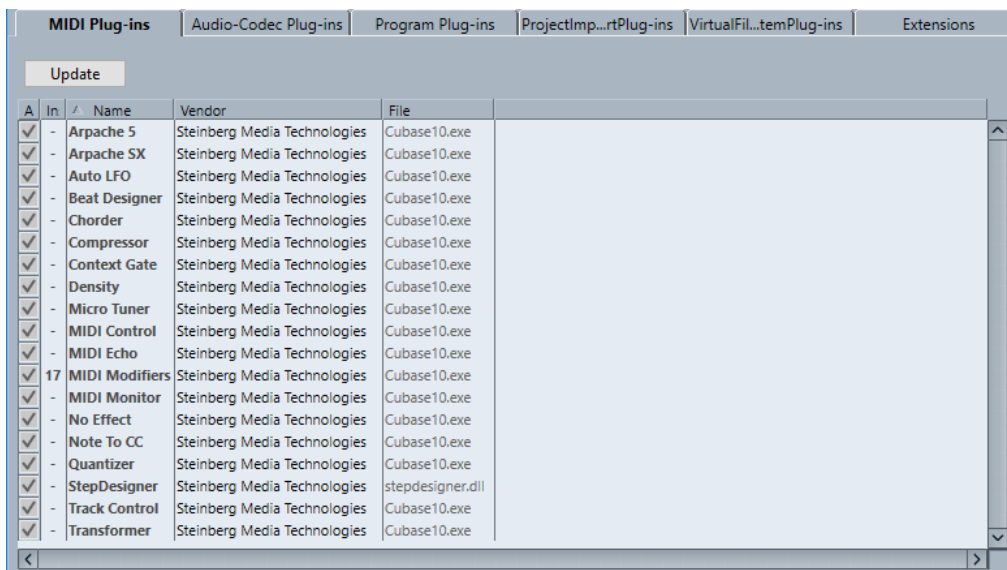 MIDI Plug-ins Audio-Codec Plug-ins Program Plug-ins ProjectImp...rtPlug-ins VirtualFil...temPlug-ins Extensions
Update
A In Name Vendor File
- Arpache 5 Steinberg Media Technologies Cubase10.exe
- Arpache SX Steinberg Media Technologies Cubase10.exe
- Auto LFO Steinberg Media Technologies Cubase10.exe
- Beat Designer Steinberg Media Technologies Cubase10.exe
- Chorder Steinberg Media Technologies Cubase10.exe
- Compressor Steinberg Media Technologies Cubase10.exe
- Context Gate Steinberg Media Technologies Cubase10.exe
- Density Steinberg Media Technologies Cubase10.exe
- Micro Tuner Steinberg Media Technologies Cubase10.exe
- MIDI Control Steinberg Media Technologies Cubase10.exe
- MIDI Echo Steinberg Media Technologies Cubase10.exe
17 MIDI Modifiers Steinberg Media Technologies Cubase10.exe
- MIDI Monitor Steinberg Media Technologies Cubase10.exe
- No Effect Steinberg Media Technologies Cubase10.exe
- Note To CC Steinberg Media Technologies Cubase10.exe
- Quantizer Steinberg Media Technologies Cubase10.exe
- StepDesigner Steinberg Media Technologies stepdesigner.dll
- Track Control Steinberg Media Technologies Cubase10.exe
- Transformer Steinberg Media Technologies Cubase10.exe